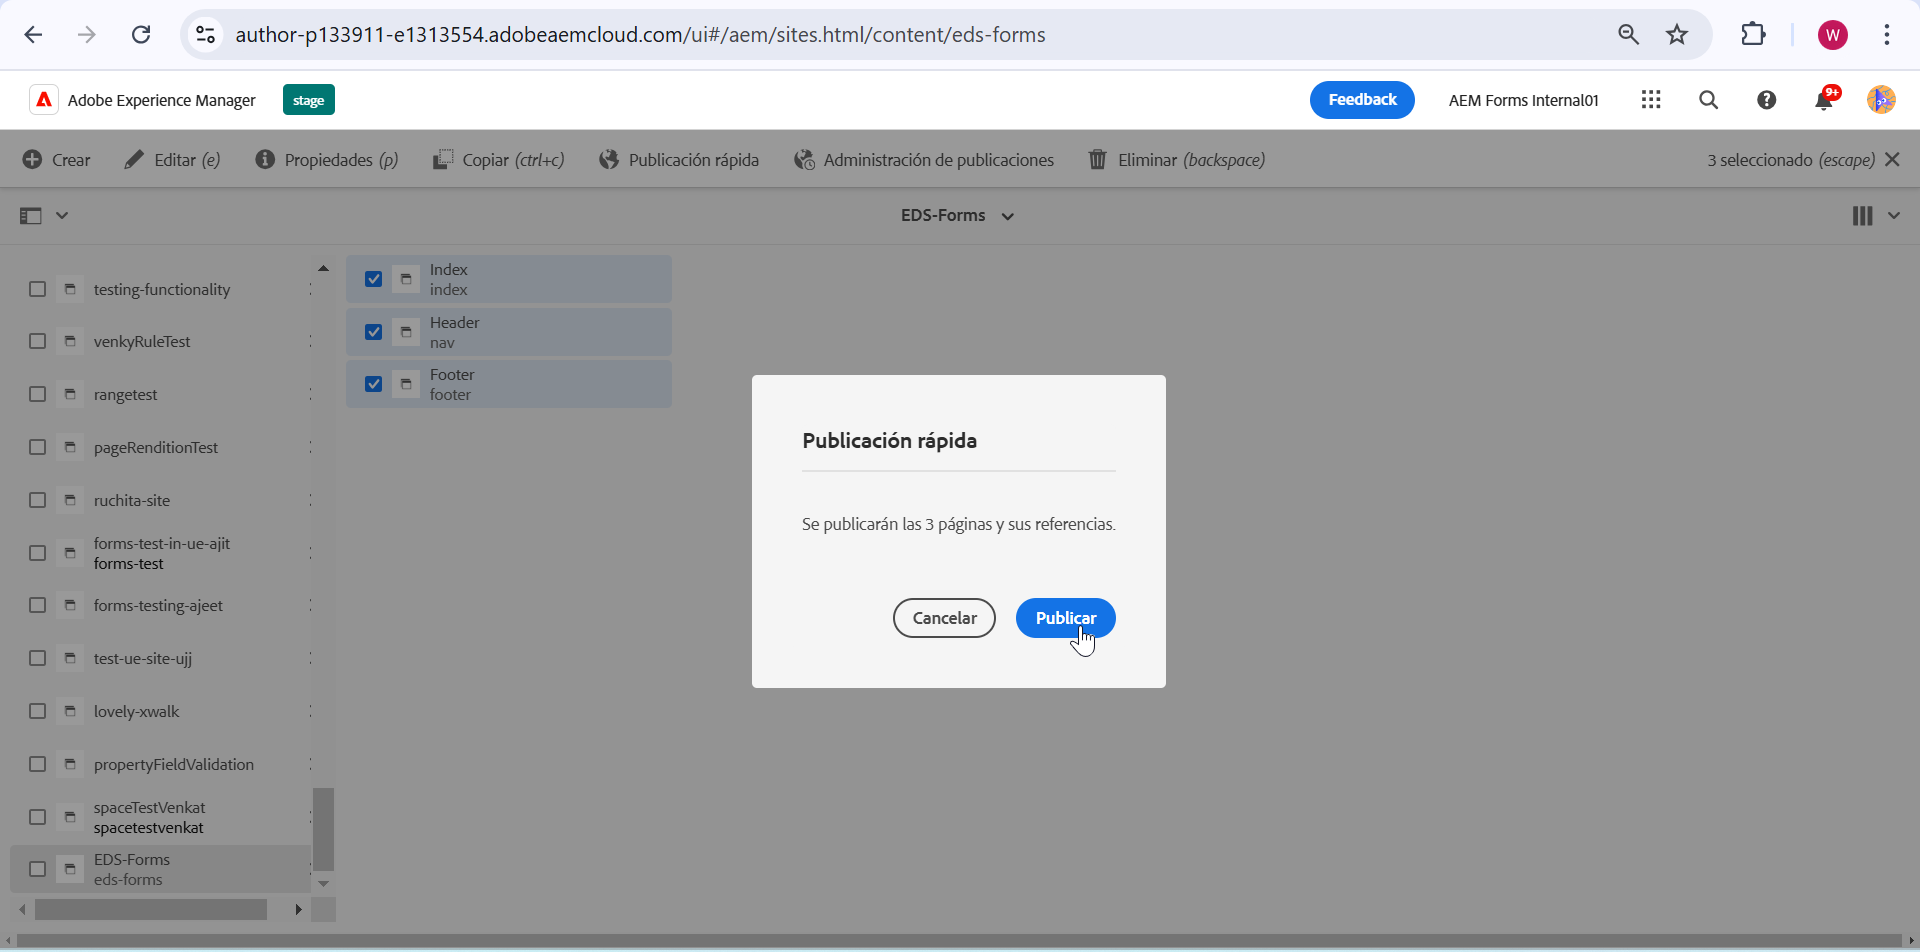 author-p133911-e1313554.adobeaemcloud.com/ui#/aem/sites.html/content/eds-forms
W
Adobe Experience Manager
stage
Feedback
AEM Forms Internal01
9+
Crear
Editar (e)
Propiedades (p)
Copiar (ctrl+c)
Publicación rápida
Administración de publicaciones
Eliminar (backspace)
3 seleccionado (escape)
EDS-Forms
testing-functionality
venkyRuleTest
rangetest
pageRenditionTest
ruchita-site
forms-test-in-ue-ajit
forms-test
forms-testing-ajeet
test-ue-site-ujj
lovely-xwalk
propertyFieldValidation
spaceTestVenkat
spacetestvenkat
EDS-Forms
eds-forms
Index
index
Header
nav
Footer
footer
Publicación rápida
Se publicarán las 3 páginas y sus referencias.
Cancelar
Publicar